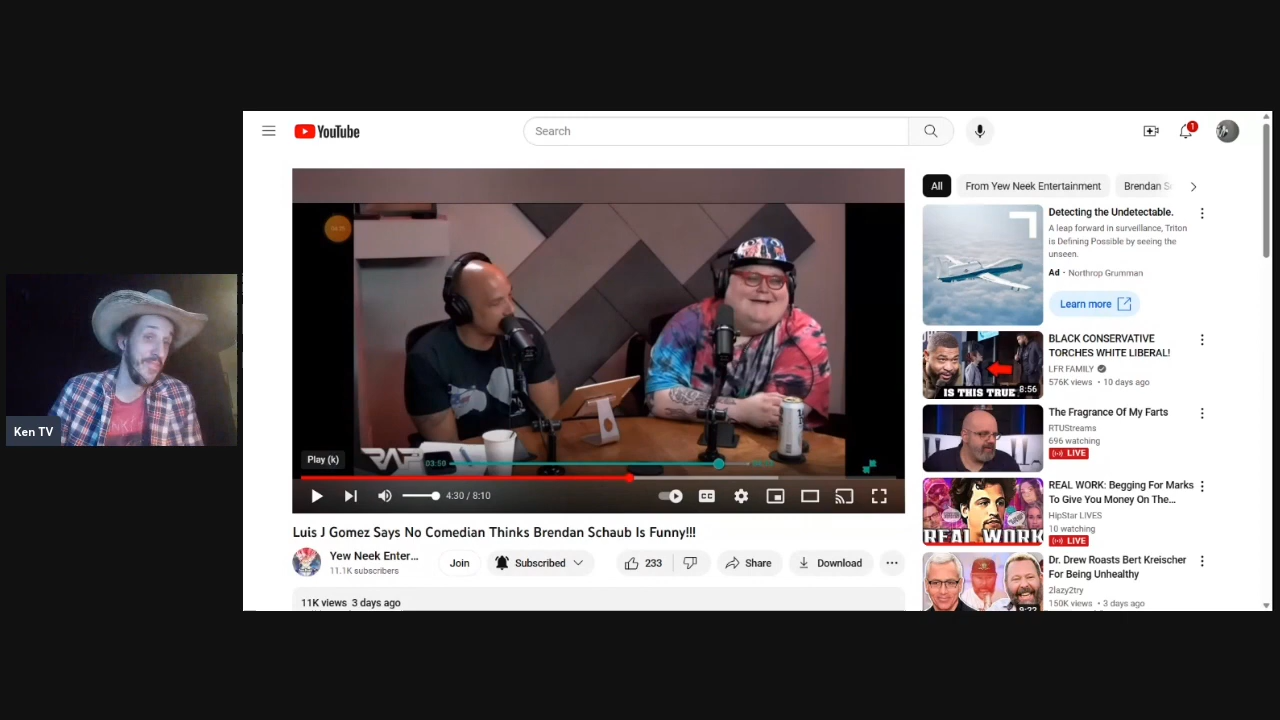 YouTube
Search
1
All
From Yew Neek Entertainment
Brendan
Detecting the Undetectable.
A leap forward in surveillance, Triton
is Defining Possible by seeing the
unseen.
Ad • Northrop Grumman
Learn more
BLACK CONSERVATIVE
TORCHES WHITE LIBERAL!
LFR FAMILY
576K views • 10 days ago
IS THIS TRUE
8:56
The Fragrance Of My Farts
RTUStreams
696 watching
LIVE
REAL WORK: Begging For Marks
To Give You Money On The...
HipStar LIVES
10 watching
LIVE
REAL WORK
Dr. Drew Roasts Bert Kreischer
For Being Unhealthy
2lazy2try
150K views • 3 days ago
Ken TV
03:50
Play (k)
4:30 / 8:10
CC
Luis J Gomez Says No Comedian Thinks Brendan Schaub Is Funny!!!
Yew Neek Enter...
11.1K subscribers
Join
Subscribed
233
Share
Download
11K views 3 days ago